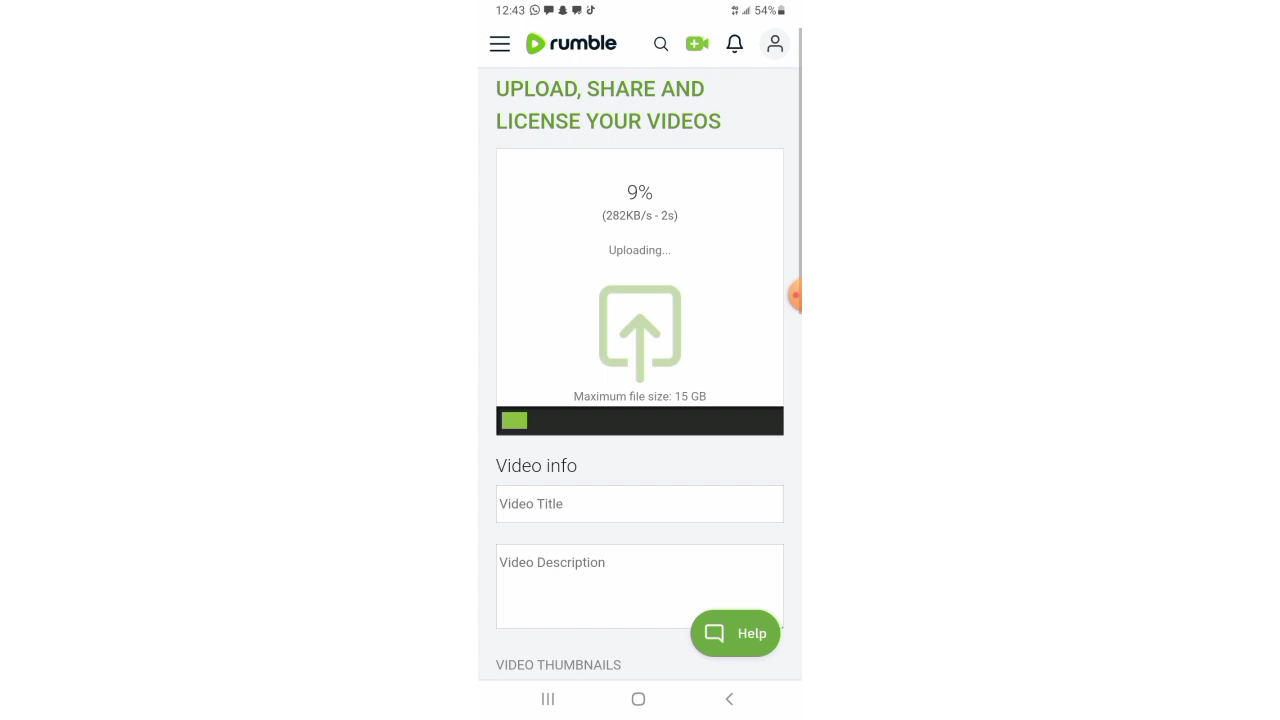 12:43 54%
rumble
UPLOAD, SHARE AND
LICENSE YOUR VIDEOS
9%
(282KB/s - 2s)
Uploading...
Maximum file size: 15 GB
Video info
Video Title
Video Description
Help
VIDEO THUMBNAILS